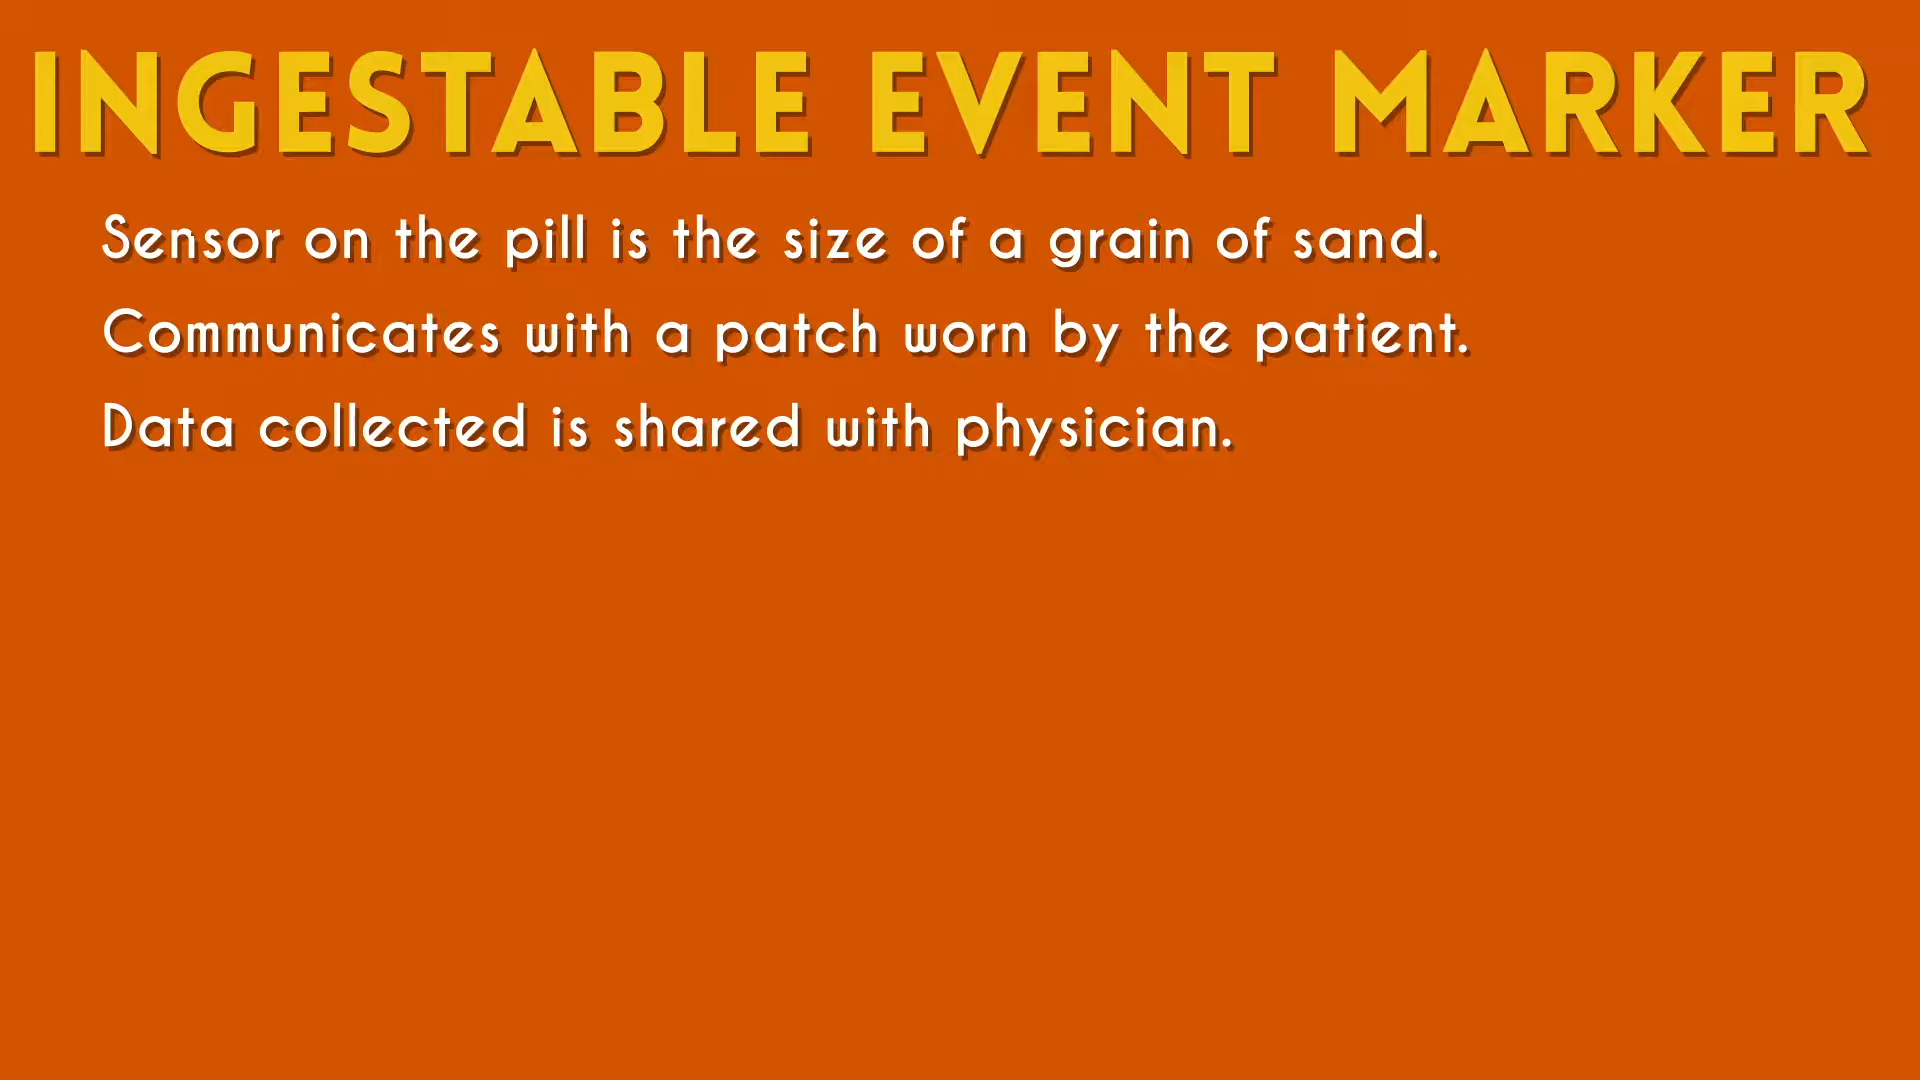 INGESTABLE EVENT MARKER
Sensor on the pill is the size of a grain of sand.
Communicates with a patch worn by the patient.
Data collected is shared with physician.